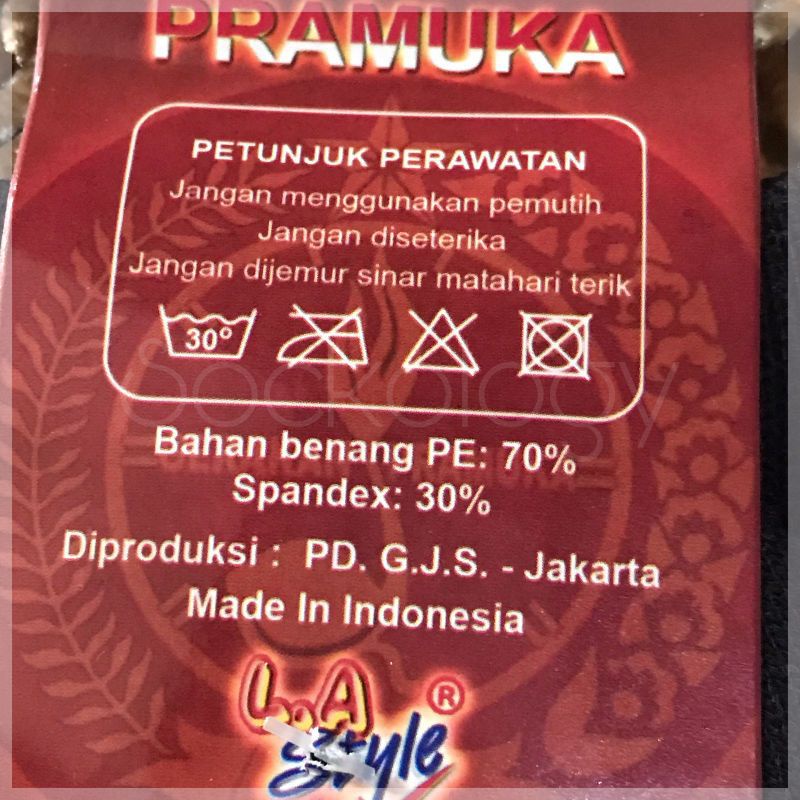 PRAMUKA
PETUNJUK PERAWATAN
Jangan menggunakan pemutih
Jangan diseterika
Jangan dijemur sinar matahari terik
30°
Sockology
Bahan benang PE: 70%
Spandex: 30%
Diproduksi : PD. G.J.S. - Jakarta
Made In Indonesia
L.A ®
Style